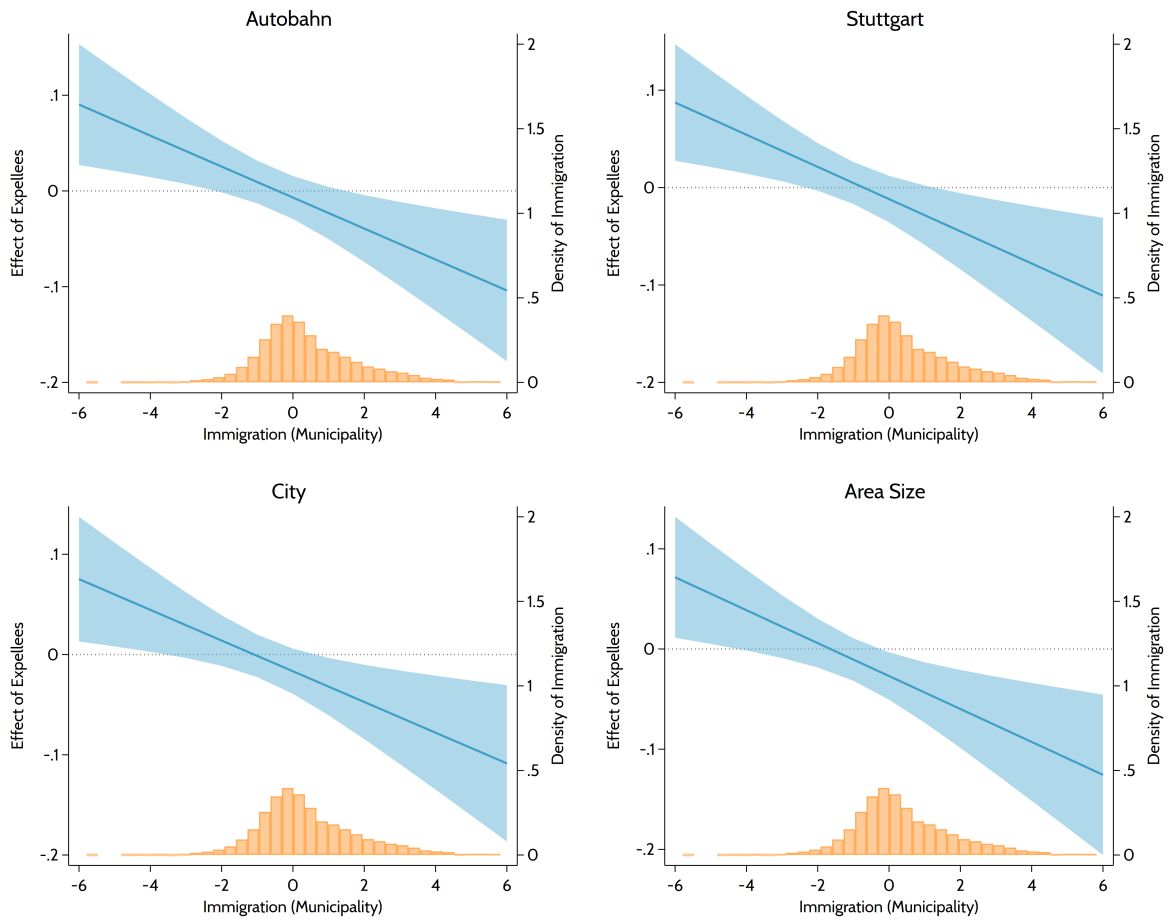 Autobahn
Effect of Expellees
.1
0
-.1
-.2
2
1.5
1
.5
0
Density of Immigration
-6 -4 -2 0 2 4 6
Immigration (Municipality)
Stuttgart
Effect of Expellees
.1
0
-.1
-.2
2
1.5
1
.5
0
Density of Immigration
-6 -4 -2 0 2 4 6
Immigration (Municipality)
City
Effect of Expellees
.1
0
-.1
-.2
2
1.5
1
.5
0
Density of Immigration
-6 -4 -2 0 2 4 6
Immigration (Municipality)
Area Size
Effect of Expellees
.1
0
-.1
-.2
2
1.5
1
.5
0
Density of Immigration
-6 -4 -2 0 2 4 6
Immigration (Municipality)